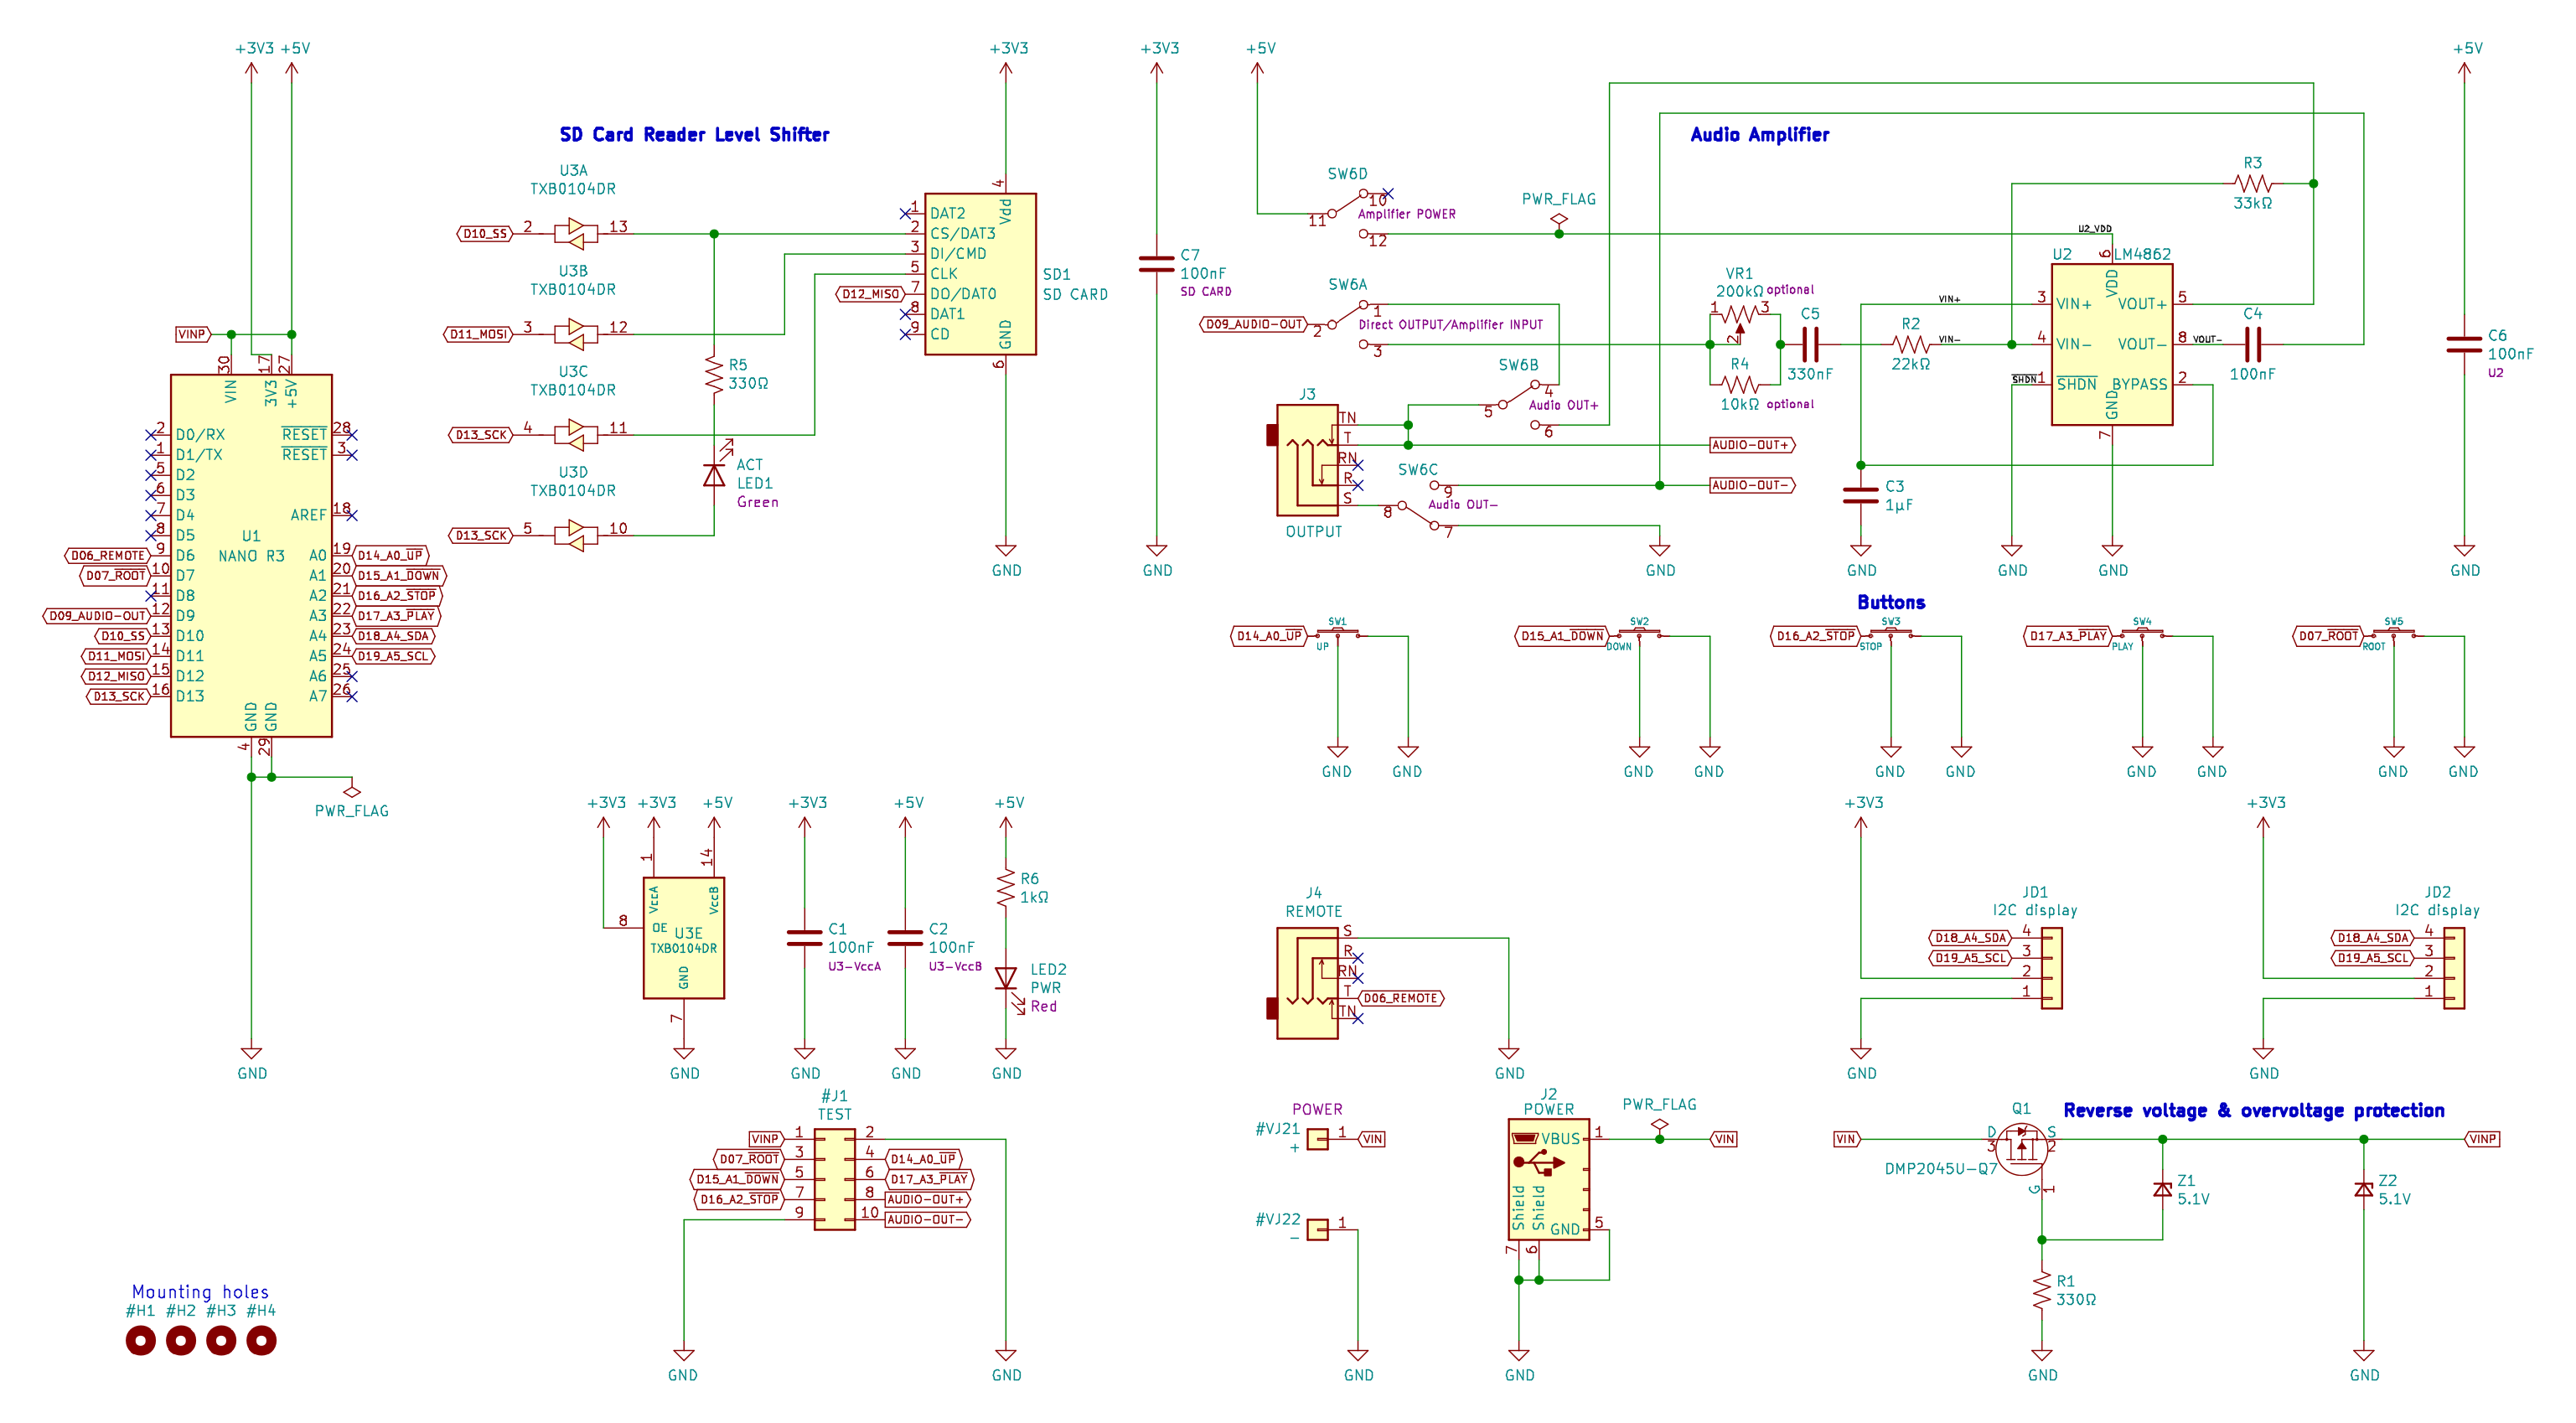 +3V3 +5V
VINP
30
VIN
17
3V3
27
+5V
2 D0/RX
1 D1/TX
5 D2
6 D3
7 D4
8 D5
D06_REMOTE 9 D6
D07_ROOT 10 D7
11 D8
D09_AUDIO-OUT 12 D9
D10_SS 13 D10
D11_MOSI 14 D11
D12_MISO 15 D12
D13_SCK 16 D13
RESET 28
RESET 3
AREF 18
U1
NANO R3
A0 19 D14_A0_UP
A1 20 D15_A1_DOWN
A2 21 D16_A2_STOP
A3 22 D17_A3_PLAY
A4 23 D18_A4_SDA
A5 24 D19_A5_SCL
A6 25
A7 26
GND GND
4 29
PWR_FLAG
GND
SD Card Reader Level Shifter
U3A
TXB0104DR
D10_SS 2 13
U3B
TXB0104DR
D11_MOSI 3 12
U3C
TXB0104DR
D13_SCK 4 11
U3D
TXB0104DR
D13_SCK 5 10
R5
330Ω
ACT
LED1
Green
+3V3
4
Vdd
1 DAT2
2 CS/DAT3
3 DI/CMD
5 CLK
D12_MISO 7 DO/DAT0
8 DAT1
9 CD
GND
6
SD1
SD CARD
GND
+3V3
C7
100nF
SD CARD
GND
Audio Amplifier
+5V
SW6D
10
11
Amplifier POWER
12
PWR_FLAG
SW6A
1
D09_AUDIO-OUT 2
Direct OUTPUT/Amplifier INPUT
3
SW6B
4
5
Audio OUT+
6
J3
TN
T
RN
R
S
OUTPUT
SW6C
9
8
Audio OUT-
7
AUDIO-OUT+
AUDIO-OUT-
GND
VR1
200kΩ optional
1 3
2
R4
10kΩ optional
C5
330nF
R2
22kΩ
VIN+
VIN-
SHDN
U2_VDD
U2 LM4862
6
VDD
3 VIN+
4 VIN-
1 SHDN
VOUT+ 5
VOUT- 8
BYPASS 2
GND
7
VOUT-
C4
100nF
R3
33kΩ
C3
1µF
GND
GND
GND
+5V
C6
100nF
U2
GND
Buttons
D14_A0_UP
SW1
UP
GND GND
D15_A1_DOWN
SW2
DOWN
GND GND
D16_A2_STOP
SW3
STOP
GND GND
D17_A3_PLAY
SW4
PLAY
GND GND
D07_ROOT
SW5
ROOT
GND GND
+3V3 +3V3 +5V
1 14
VccA VccB
8 OE
U3E
TXB0104DR
GND
7
GND
+3V3
C1
100nF
U3-VccA
GND
+5V
C2
100nF
U3-VccB
GND
+5V
R6
1kΩ
LED2
PWR
Red
GND
J4
REMOTE
S
R
RN
T D06_REMOTE
TN
GND
+3V3
JD1
I2C display
D18_A4_SDA 4
D19_A5_SCL 3
2
1
GND
+3V3
JD2
I2C display
D18_A4_SDA 4
D19_A5_SCL 3
2
1
GND
#J1
TEST
VINP 1 2
D07_ROOT 3 4 D14_A0_UP
D15_A1_DOWN 5 6 D17_A3_PLAY
D16_A2_STOP 7 8 AUDIO-OUT+
9 10 AUDIO-OUT-
GND
GND
POWER
#VJ21
+
1 VIN
#VJ22
-
1
GND
J2
POWER
VBUS 1
Shield Shield
GND 5
7 6
GND
PWR_FLAG
VIN
Reverse voltage & overvoltage protection
VIN
Q1
D S
3 2
DMP2045U-Q7
G 1
Z1
5.1V
Z2
5.1V
VINP
R1
330Ω
GND
GND
Mounting holes
#H1 #H2 #H3 #H4